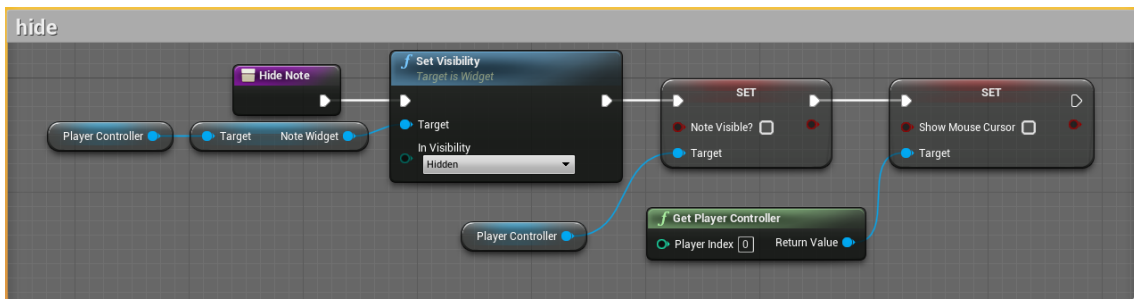 hide
Hide Note
Player Controller
Target Note Widget
f Set Visibility
Target is Widget
Target
In Visibility
Hidden
SET
Note Visible?
Target
SET
Show Mouse Cursor
Target
Player Controller
f Get Player Controller
Player Index 0 Return Value